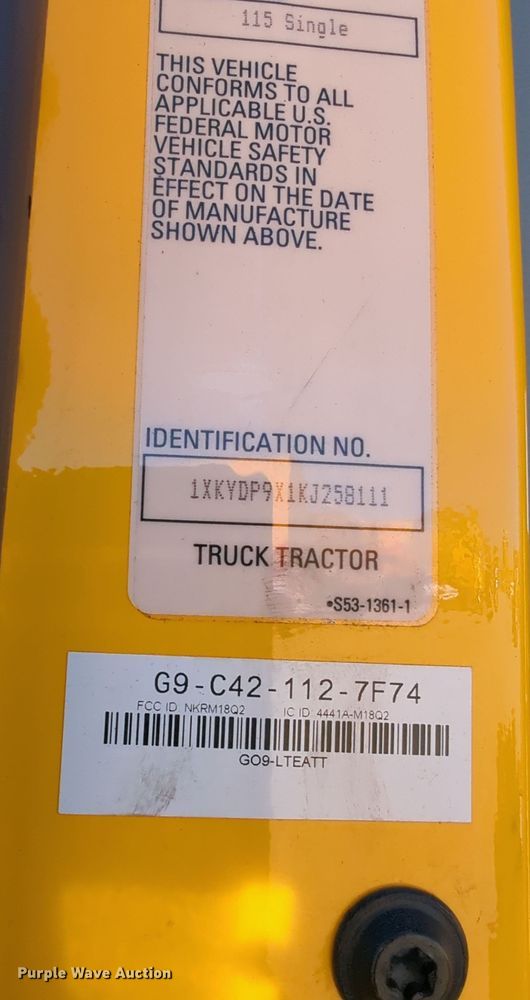 115 Single
THIS VEHICLE
CONFORMS TO ALL
APPLICABLE U.S.
FEDERAL MOTOR
VEHICLE SAFETY
STANDARDS IN
EFFECT ON THE DATE
OF MANUFACTURE
SHOWN ABOVE.
IDENTIFICATION NO.
1XKYDP9X1KJ258111
TRUCK TRACTOR
•S53-1361-1
G9-C42-112-7F74
FCC ID: NKRM18Q2 IC ID: 4441A-M18Q2
GO9-LTEATT
Purple Wave Auction